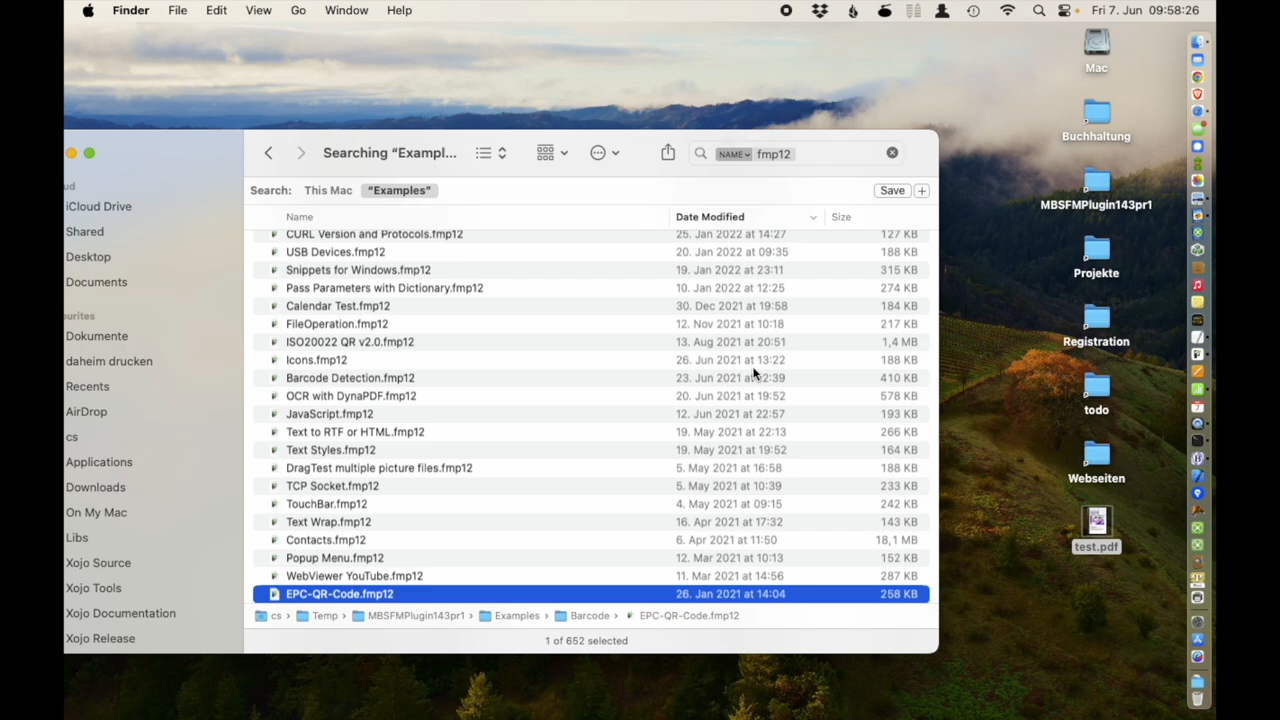 Finder File Edit View Go Window Help Fri 7. Jun 09:58:26
Mac
Buchhaltung
MBSFMPlugin143pr1
Projekte
Registration
todo
Webseiten
test.pdf
ud
iCloud Drive
Shared
Desktop
Documents
ourites
Dokumente
daheim drucken
Recents
AirDrop
cs
Applications
Downloads
On My Mac
Libs
Xojo Source
Xojo Tools
Xojo Documentation
Xojo Release
Searching “Exampl... NAME fmp12
Search: This Mac “Examples” Save +
Name Date Modified Size
CURL Version and Protocols.fmp12 25. Jan 2022 at 14:27 127 KB
USB Devices.fmp12 20. Jan 2022 at 09:35 188 KB
Snippets for Windows.fmp12 19. Jan 2022 at 23:11 315 KB
Pass Parameters with Dictionary.fmp12 10. Jan 2022 at 12:25 274 KB
Calendar Test.fmp12 30. Dec 2021 at 19:58 184 KB
FileOperation.fmp12 12. Nov 2021 at 10:18 217 KB
ISO20022 QR v2.0.fmp12 13. Aug 2021 at 20:51 1,4 MB
Icons.fmp12 26. Jun 2021 at 13:22 188 KB
Barcode Detection.fmp12 23. Jun 2021 at 2:39 410 KB
OCR with DynaPDF.fmp12 20. Jun 2021 at 19:52 578 KB
JavaScript.fmp12 12. Jun 2021 at 22:57 193 KB
Text to RTF or HTML.fmp12 19. May 2021 at 22:13 266 KB
Text Styles.fmp12 19. May 2021 at 19:52 164 KB
DragTest multiple picture files.fmp12 5. May 2021 at 16:58 188 KB
TCP Socket.fmp12 5. May 2021 at 10:39 233 KB
TouchBar.fmp12 4. May 2021 at 09:15 242 KB
Text Wrap.fmp12 16. Apr 2021 at 17:32 143 KB
Contacts.fmp12 6. Apr 2021 at 11:50 18,1 MB
Popup Menu.fmp12 12. Mar 2021 at 10:13 152 KB
WebViewer YouTube.fmp12 11. Mar 2021 at 14:56 287 KB
EPC-QR-Code.fmp12 26. Jan 2021 at 14:04 258 KB
cs › Temp › MBSFMPlugin143pr1 › Examples › Barcode › EPC-QR-Code.fmp12
1 of 652 selected